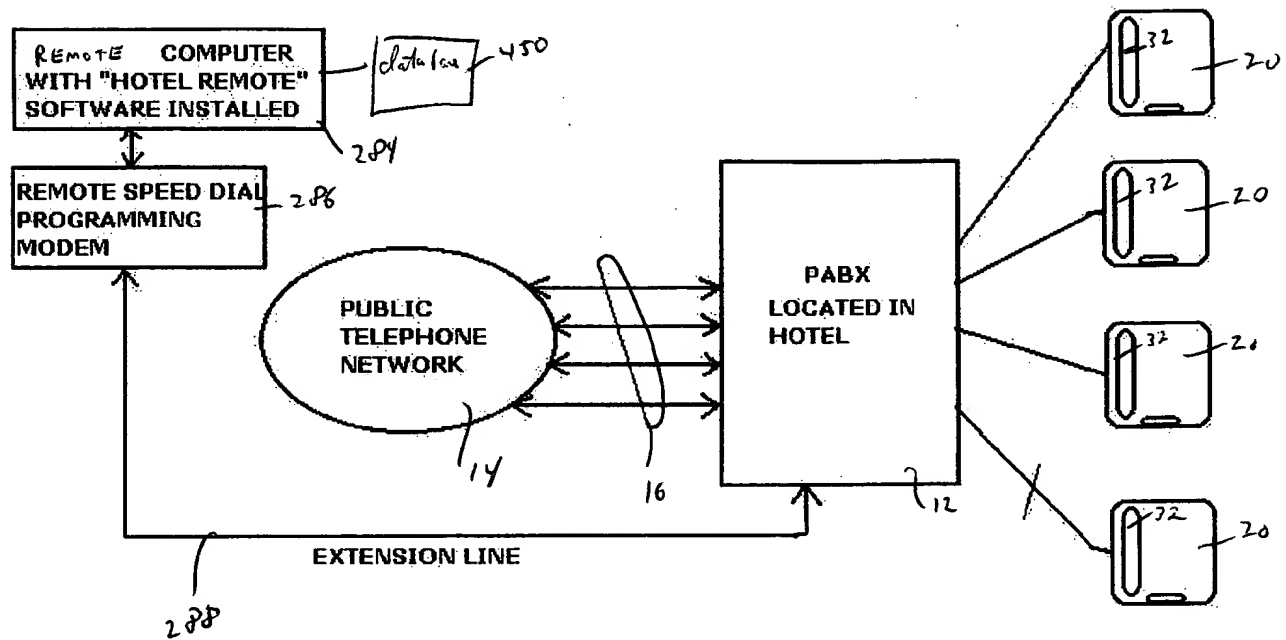 REMOTE COMPUTER
WITH "HOTEL REMOTE"
SOFTWARE INSTALLED
450
284
REMOTE SPEED DIAL
PROGRAMMING
MODEM
286
PUBLIC
TELEPHONE
NETWORK
14
16
PABX
LOCATED IN
HOTEL
12
EXTENSION LINE
288
32
20
32
20
32
20
32
20